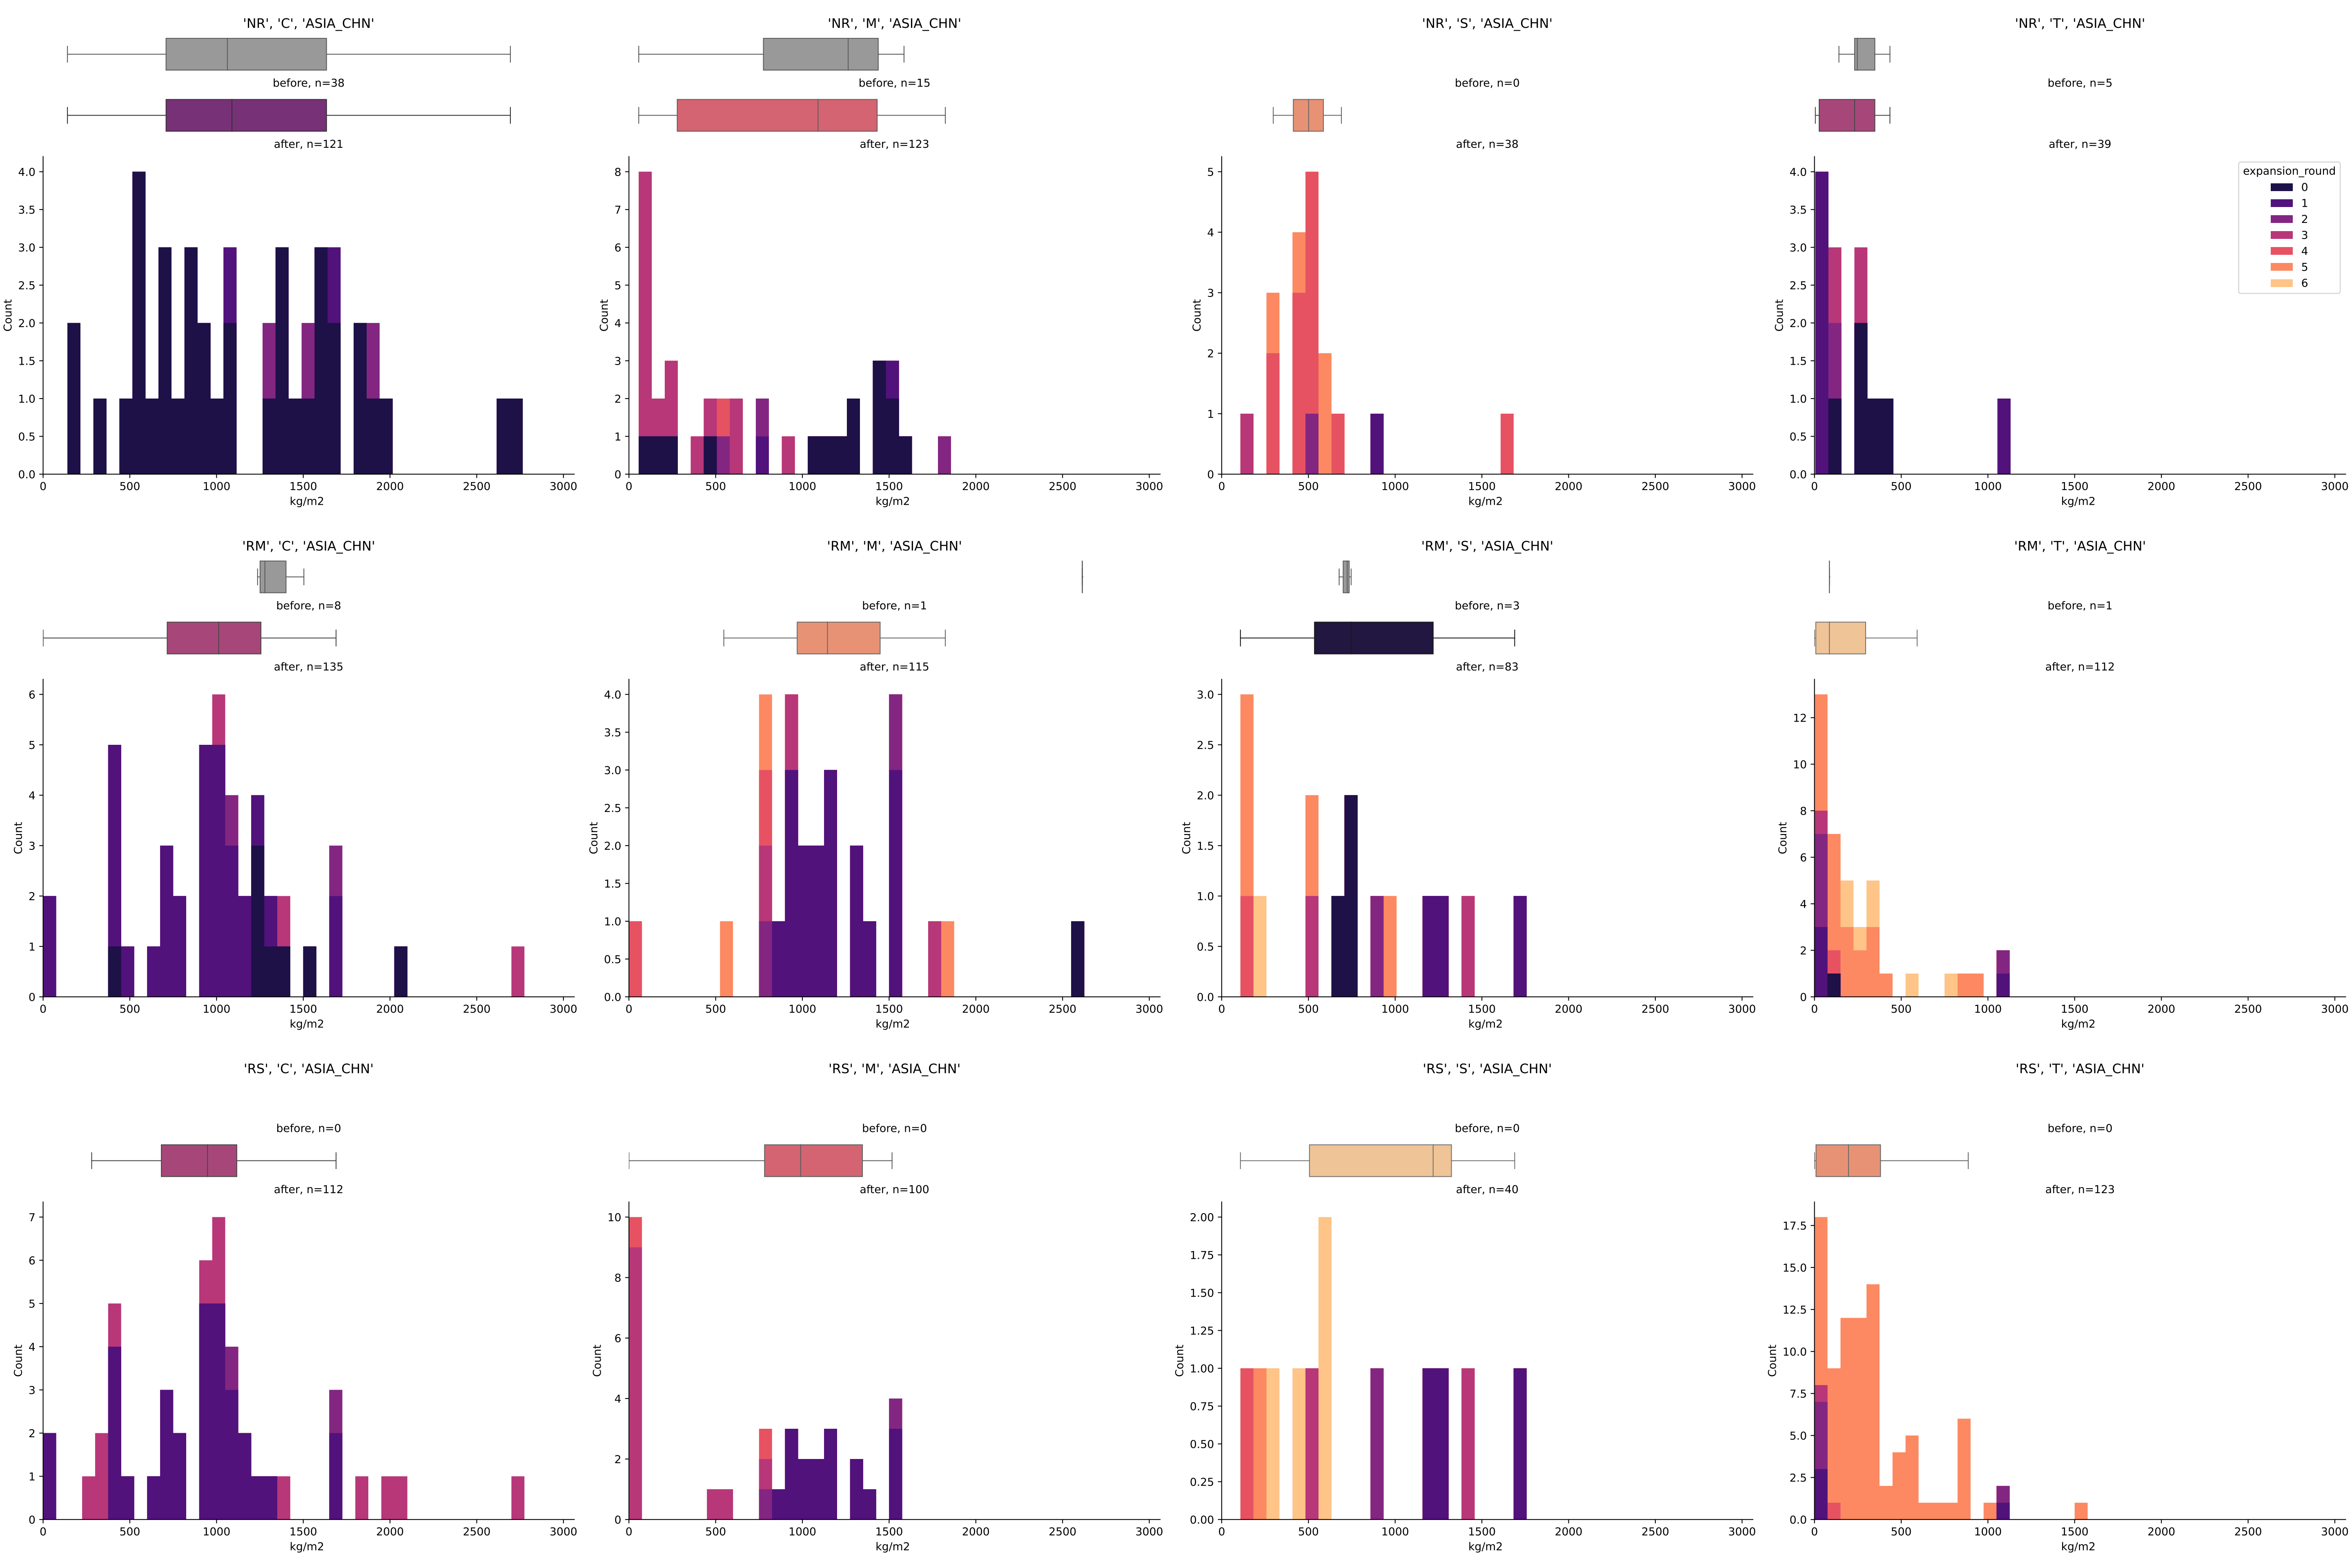 'NR', 'C', 'ASIA_CHN'
before, n=38
after, n=121
4.0
3.5
3.0
2.5
2.0
1.5
1.0
0.5
0.0
Count
0 500 1000 1500 2000 2500 3000
kg/m2
'NR', 'M', 'ASIA_CHN'
before, n=15
after, n=123
8
7
6
5
4
3
2
1
0
Count
0 500 1000 1500 2000 2500 3000
kg/m2
'NR', 'S', 'ASIA_CHN'
before, n=0
after, n=38
5
4
3
2
1
0
Count
0 500 1000 1500 2000 2500 3000
kg/m2
'NR', 'T', 'ASIA_CHN'
before, n=5
after, n=39
4.0
3.5
3.0
2.5
2.0
1.5
1.0
0.5
0.0
Count
0 500 1000 1500 2000 2500 3000
kg/m2
expansion_round
0
1
2
3
4
5
6
'RM', 'C', 'ASIA_CHN'
before, n=8
after, n=135
6
5
4
3
2
1
0
Count
0 500 1000 1500 2000 2500 3000
kg/m2
'RM', 'M', 'ASIA_CHN'
before, n=1
after, n=115
4.0
3.5
3.0
2.5
2.0
1.5
1.0
0.5
0.0
Count
0 500 1000 1500 2000 2500 3000
kg/m2
'RM', 'S', 'ASIA_CHN'
before, n=3
after, n=83
3.0
2.5
2.0
1.5
1.0
0.5
0.0
Count
0 500 1000 1500 2000 2500 3000
kg/m2
'RM', 'T', 'ASIA_CHN'
before, n=1
after, n=112
12
10
8
6
4
2
0
Count
0 500 1000 1500 2000 2500 3000
kg/m2
'RS', 'C', 'ASIA_CHN'
before, n=0
after, n=112
7
6
5
4
3
2
1
0
Count
0 500 1000 1500 2000 2500 3000
kg/m2
'RS', 'M', 'ASIA_CHN'
before, n=0
after, n=100
10
8
6
4
2
0
Count
0 500 1000 1500 2000 2500 3000
kg/m2
'RS', 'S', 'ASIA_CHN'
before, n=0
after, n=40
2.00
1.75
1.50
1.25
1.00
0.75
0.50
0.25
0.00
Count
0 500 1000 1500 2000 2500 3000
kg/m2
'RS', 'T', 'ASIA_CHN'
before, n=0
after, n=123
17.5
15.0
12.5
10.0
7.5
5.0
2.5
0.0
Count
0 500 1000 1500 2000 2500 3000
kg/m2